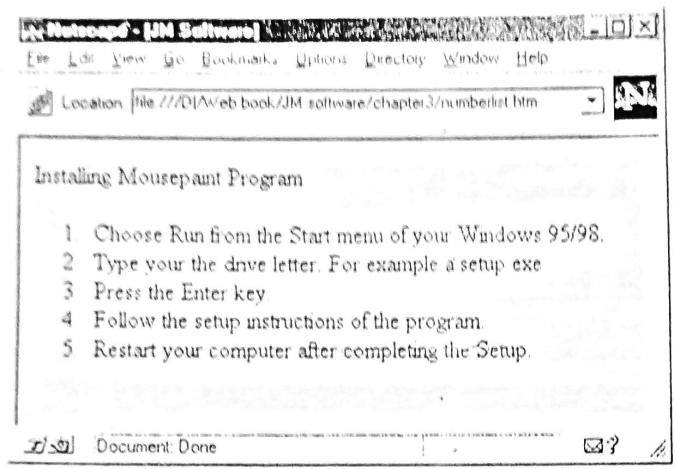 Netscape - [JM Software]
File Edit View Go Bookmarks Options Directory Window Help
Location file:///D|/Web book/JM software/chapter3/numberlist.htm
N
Installing Mousepaint Program
1. Choose Run from the Start menu of your Windows 95/98.
2. Type your the drive letter. For example a setup exe
3. Press the Enter key.
4. Follow the setup instructions of the program.
5. Restart your computer after completing the Setup.
Document: Done